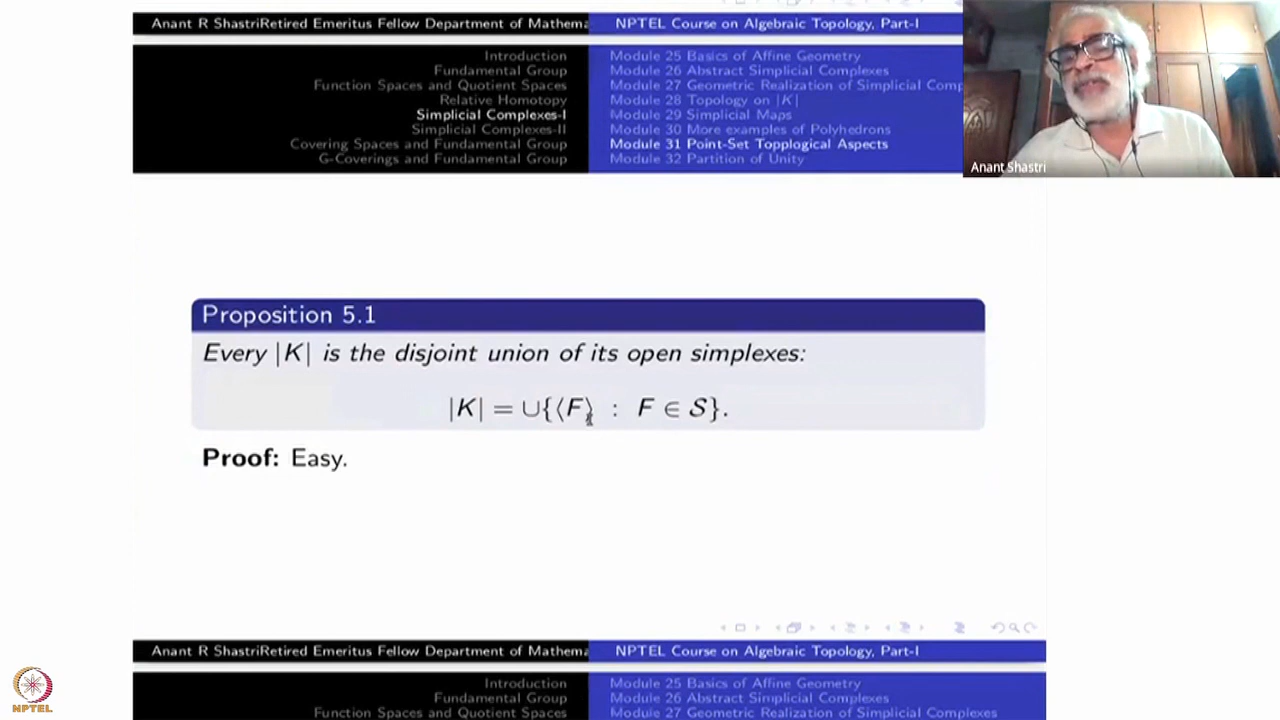 Anant R ShastriRetired Emeritus Fellow Department of Mathema
NPTEL Course on Algebraic Topology, Part-I
Introduction
Fundamental Group
Function Spaces and Quotient Spaces
Relative Homotopy
Simplicial Complexes-I
Simplicial Complexes-II
Covering Spaces and Fundamental Group
G-Coverings and Fundamental Group
Module 25 Basics of Affine Geometry
Module 26 Abstract Simplicial Complexes
Module 27 Geometric Realization of Simplicial Comp
Module 28 Topology on |K|
Module 29 Simplicial Maps
Module 30 More examples of Polyhedrons
Module 31 Point-Set Topplogical Aspects
Module 32 Partition of Unity
Anant Shastri
Proposition 5.1
Every |K| is the disjoint union of its open simplexes:
|K| = ∪{⟨F⟩ : F ∈ S}.
Proof: Easy.
Anant R ShastriRetired Emeritus Fellow Department of Mathema
NPTEL Course on Algebraic Topology, Part-I
Introduction
Fundamental Group
Function Spaces and Quotient Spaces
Module 25 Basics of Affine Geometry
Module 26 Abstract Simplicial Complexes
Module 27 Geometric Realization of Simplicial Complexes
NPTEL